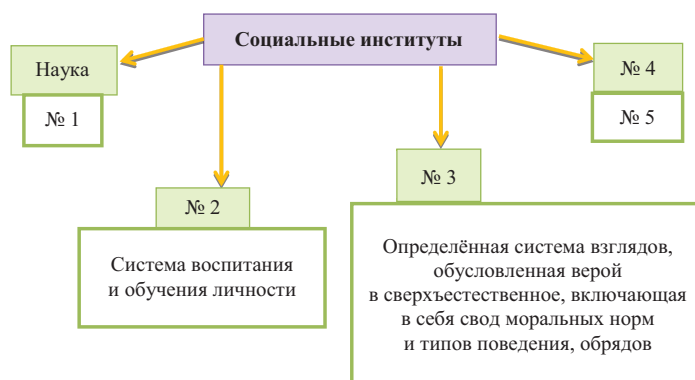 Социальные институты
Наука
№ 1
№ 4
№ 5
№ 2
Система воспитания
и обучения личности
№ 3
Определённая система взглядов,
обусловленная верой
в сверхъестественное, включающая
в себя свод моральных норм
и типов поведения, обрядов